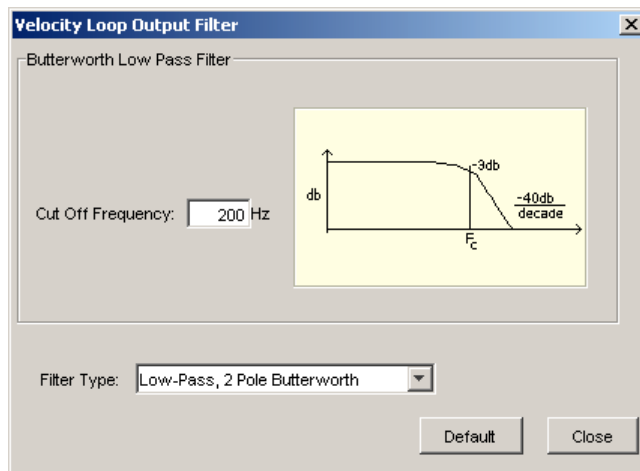 Velocity Loop Output Filter
Butterworth Low Pass Filter
Cut Off Frequency: 200 Hz
db
-3db
-40db
decade
Fc
Filter Type: Low-Pass, 2 Pole Butterworth
Default Close